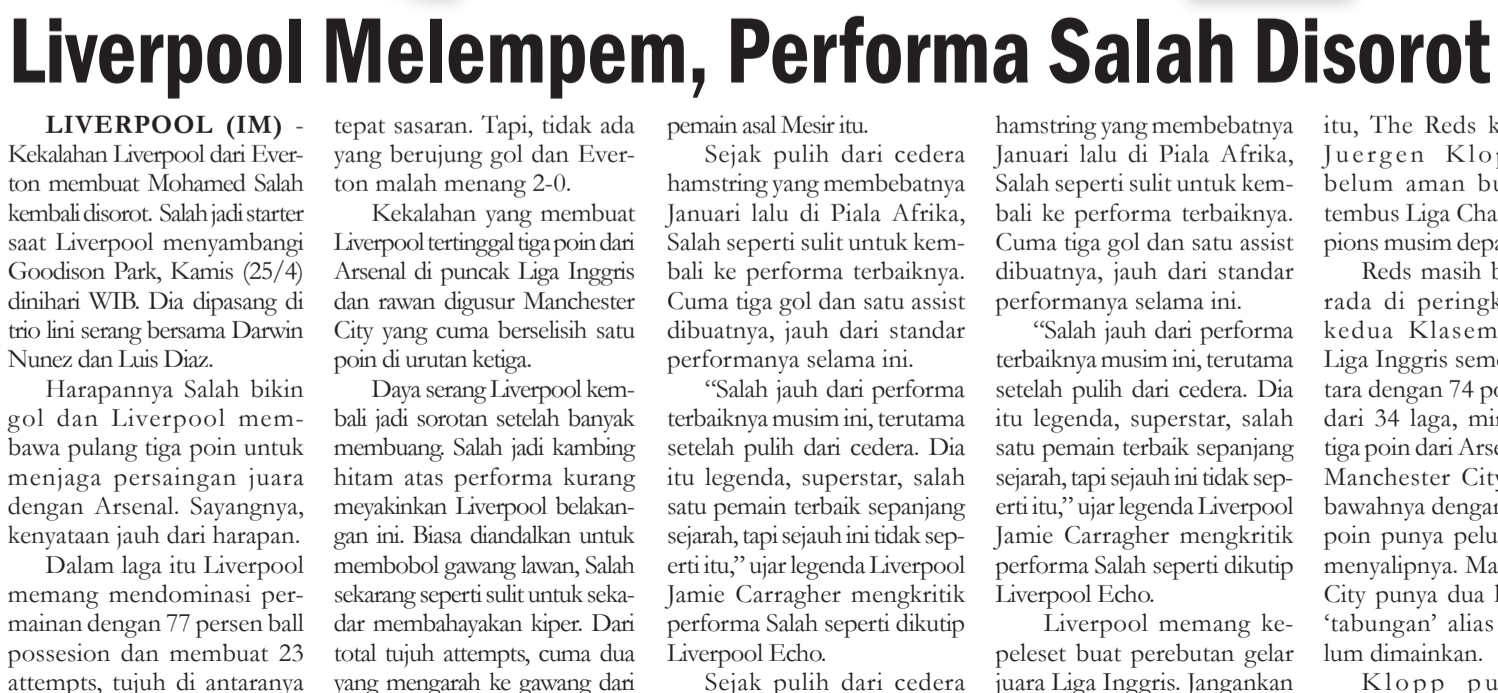 Liverpool Melempem, Performa Salah Disorot
LIVERPOOL (IM) -
Kekalahan Liverpool dari Ever-
ton membuat Mohamed Salah
kembali disorot. Salah jadi starter
saat Liverpool menyambangi
Goodison Park, Kamis (25/4)
dinihari WIB. Dia dipasang di
trio lini serang bersama Darwin
Nunez dan Luis Diaz.
Harapannya Salah bikin
gol dan Liverpool mem-
bawa pulang tiga poin untuk
menjaga persaingan juara
dengan Arsenal. Sayangnya,
kenyataan jauh dari harapan.
Dalam laga itu Liverpool
memang mendominasi per-
mainan dengan 77 persen ball
possesion dan membuat 23
attempts, tujuh di antaranya
tepat sasaran. Tapi, tidak ada
yang berujung gol dan Ever-
ton malah menang 2-0.
Kekalahan yang membuat
Liverpool tertinggal tiga poin dari
Arsenal di puncak Liga Inggris
dan rawan digusur Manchester
City yang cuma berselisih satu
poin di urutan ketiga.
Daya serang Liverpool kem-
bali jadi sorotan setelah banyak
membuang. Salah jadi kambing
hitam atas performa kurang
meyakinkan Liverpool belakan-
gan ini. Biasa diandalkan untuk
membobol gawang lawan, Salah
sekarang seperti sulit untuk seka-
dar membahayakan kiper. Dari
total tujuh attempts, cuma dua
yang mengarah ke gawang dari
pemain asal Mesir itu.
Sejak pulih dari cedera
hamstring yang membebatnya
Januari lalu di Piala Afrika,
Salah seperti sulit untuk kem-
bali ke performa terbaiknya.
Cuma tiga gol dan satu assist
dibuatnya, jauh dari standar
performanya selama ini.
“Salah jauh dari performa
terbaiknya musim ini, terutama
setelah pulih dari cedera. Dia
itu legenda, superstar, salah
satu pemain terbaik sepanjang
sejarah, tapi sejauh ini tidak sep-
erti itu,” ujar legenda Liverpool
Jamie Carragher mengkritik
performa Salah seperti dikutip
Liverpool Echo.
Sejak pulih dari cedera
hamstring yang membebatnya
Januari lalu di Piala Afrika,
Salah seperti sulit untuk kem-
bali ke performa terbaiknya.
Cuma tiga gol dan satu assist
dibuatnya, jauh dari standar
performanya selama ini.
“Salah jauh dari performa
terbaiknya musim ini, terutama
setelah pulih dari cedera. Dia
itu legenda, superstar, salah
satu pemain terbaik sepanjang
sejarah, tapi sejauh ini tidak sep-
erti itu,” ujar legenda Liverpool
Jamie Carragher mengkritik
performa Salah seperti dikutip
Liverpool Echo.
Liverpool memang ke-
peleset buat perebutan gelar
juara Liga Inggris. Jangankan
itu, The Reds
Juergen
belum aman
tembus Liga
pions musim
Reds masih
rada di
kedua
Liga Inggris
tara dengan 74
dari 34 laga,
tiga poin dari
Manchester
bawahnya
poin punya
menyalipnya.
City punya dua
‘tabungan’ alias
lum dimainkan.
Klopp